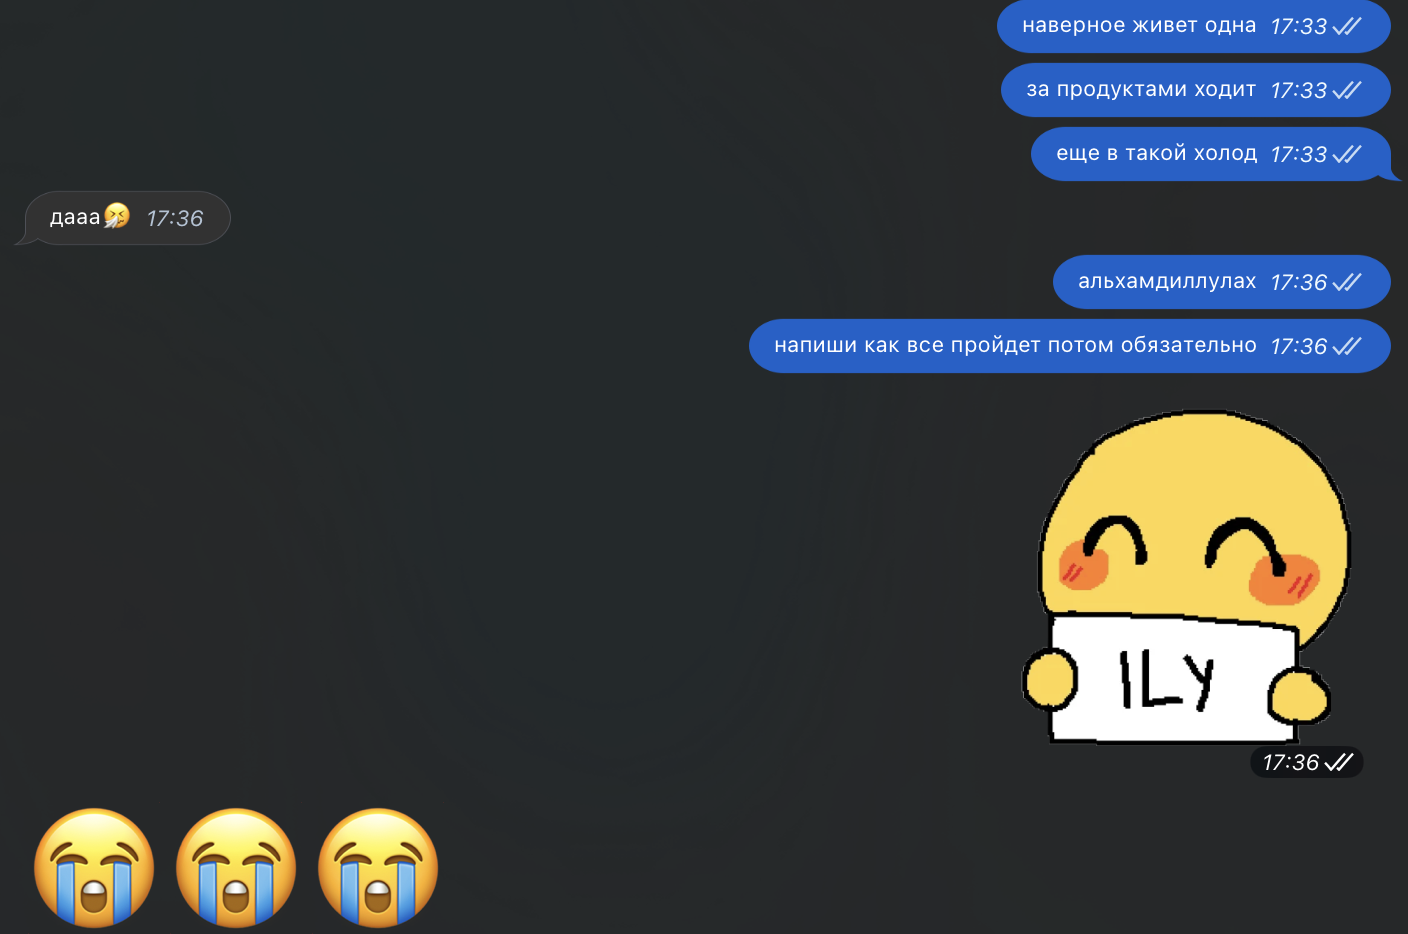 наверное живет одна 17:33
за продуктами ходит 17:33
еще в такой холод 17:33
дааа🤧 17:36
альхамдиллулах 17:36
напиши как все пройдет потом обязательно 17:36
ILY
17:36
😭😭😭